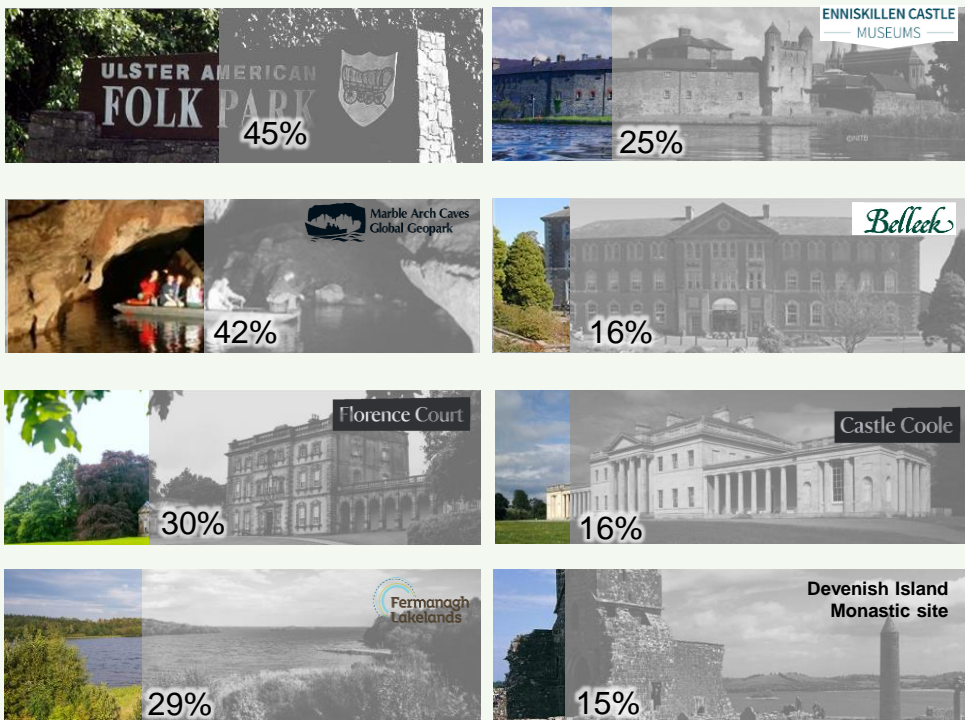 ULSTER AMERICAN
FOLK PARK
45%
ENNISKILLEN CASTLE
MUSEUMS
©NITB
25%
Marble Arch Caves
Global Geopark
42%
Belleek
16%
Florence Court
30%
Castle Coole
16%
Fermanagh
Lakelands
29%
Devenish Island
Monastic site
15%